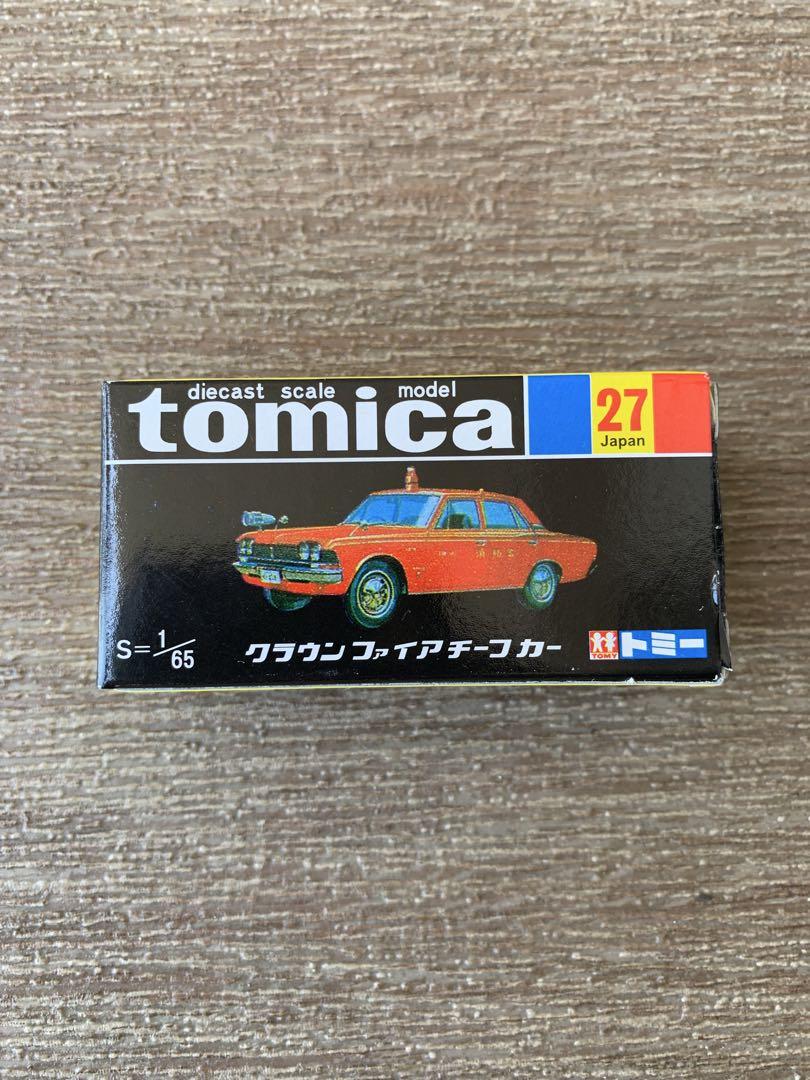 diecast scale model
tomica
27
Japan
S=1/65
クラウン ファイアチーフ カー
TOMY
トミー